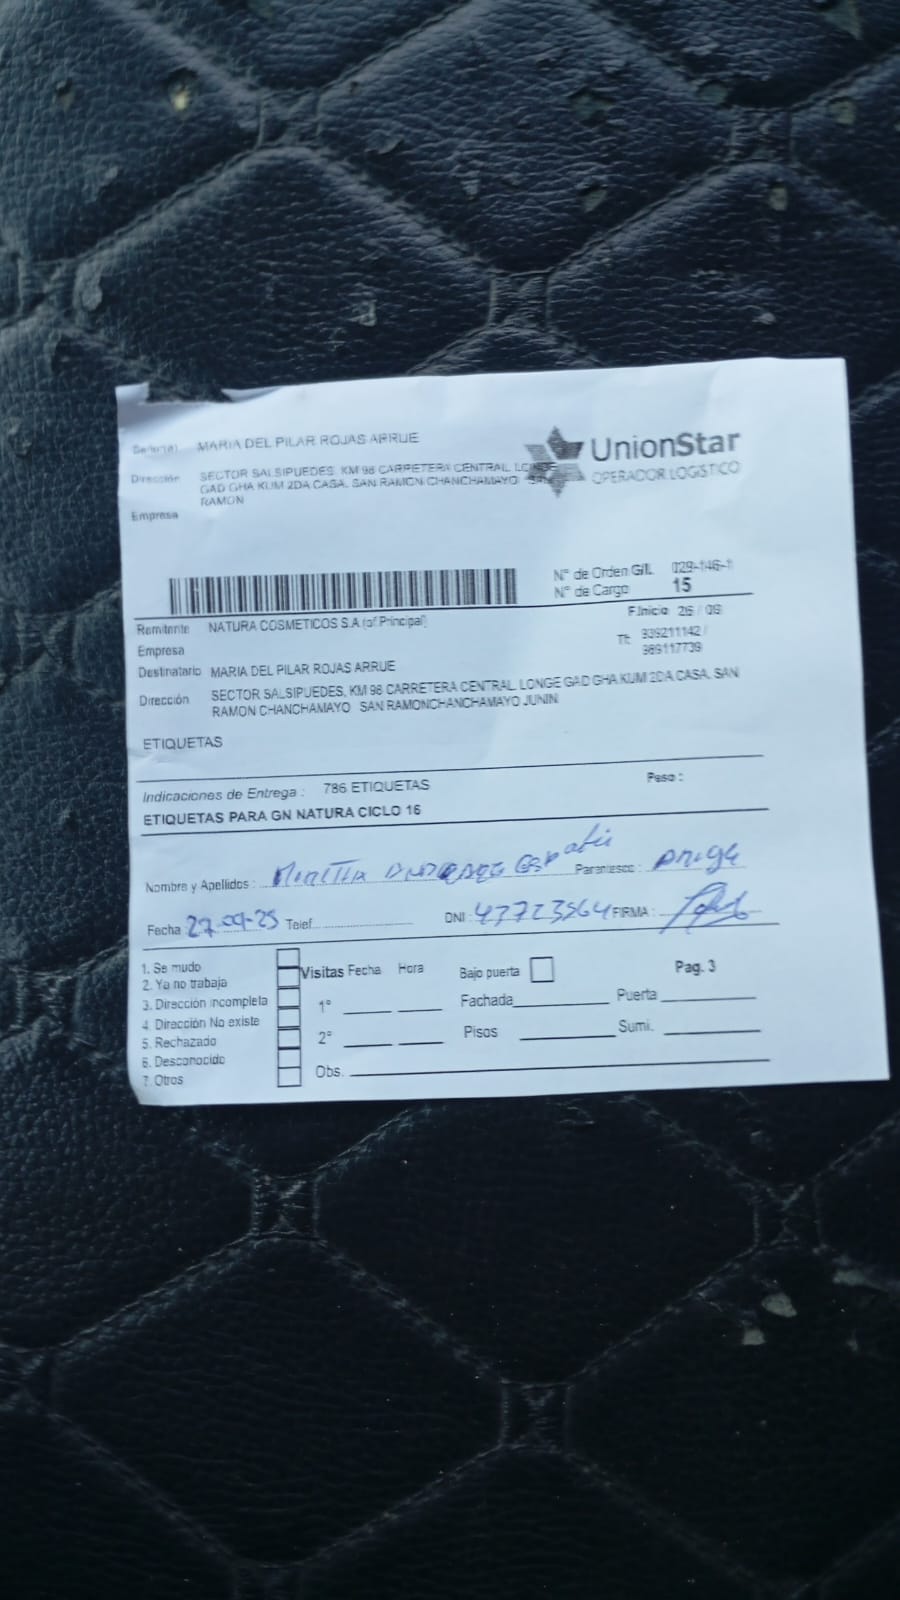 Señor(a) MARIA DEL PILAR ROJAS ARRUE
UnionStar
OPERADOR LOGISTICO
Dirección SECTOR SALSIPUEDES, KM 98 CARRETERA CENTRAL, LONGE
GAD GHA KUM 2DA CASA, SAN RAMON CHANCHAMAYO SAN
RAMON
Empresa
N° de Orden G/I. 029-146-1
N° de Cargo 15
Remitente NATURA COSMETICOS S.A (of.Principal)
F.Inicio 26 / 09
Empresa
Tlf: 939211142 /
989117739
Destinatario MARIA DEL PILAR ROJAS ARRUE
Dirección SECTOR SALSIPUEDES, KM 98 CARRETERA CENTRAL, LONGE GAD GHA KUM 2DA CASA, SAN
RAMON CHANCHAMAYO SAN RAMONCHANCHAMAYO JUNIN
ETIQUETAS
Indicaciones de Entrega : 786 ETIQUETAS Peso :
ETIQUETAS PARA GN NATURA CICLO 16
Nombre y Apellidos : Parentesco :
Fecha 27-09-25 Telef. DNI : 43723564 FIRMA :
1. Se mudo
2. Ya no trabaja
3. Dirección incompleta
4. Dirección No existe
5. Rechazado
6. Desconocido
7. Otros
Visitas Fecha Hora Bajo puerta Pag. 3
1° Fachada Puerta
2° Pisos Sumi.
Obs.